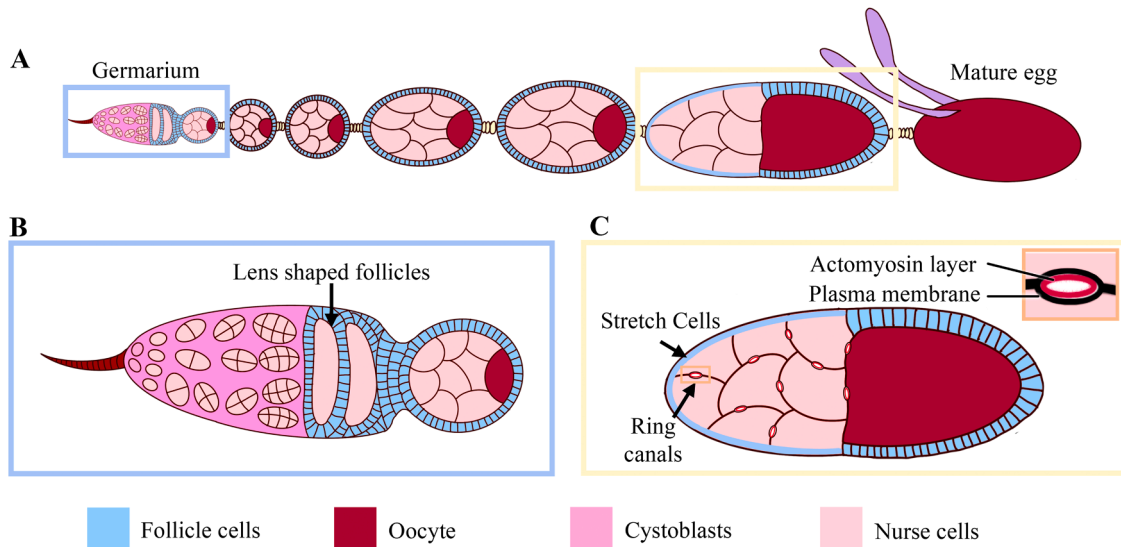 A
Germarium
Mature egg
B
Lens shaped follicles
C
Actomyosin layer
Plasma membrane
Stretch Cells
Ring
canals
Follicle cells
Oocyte
Cystoblasts
Nurse cells